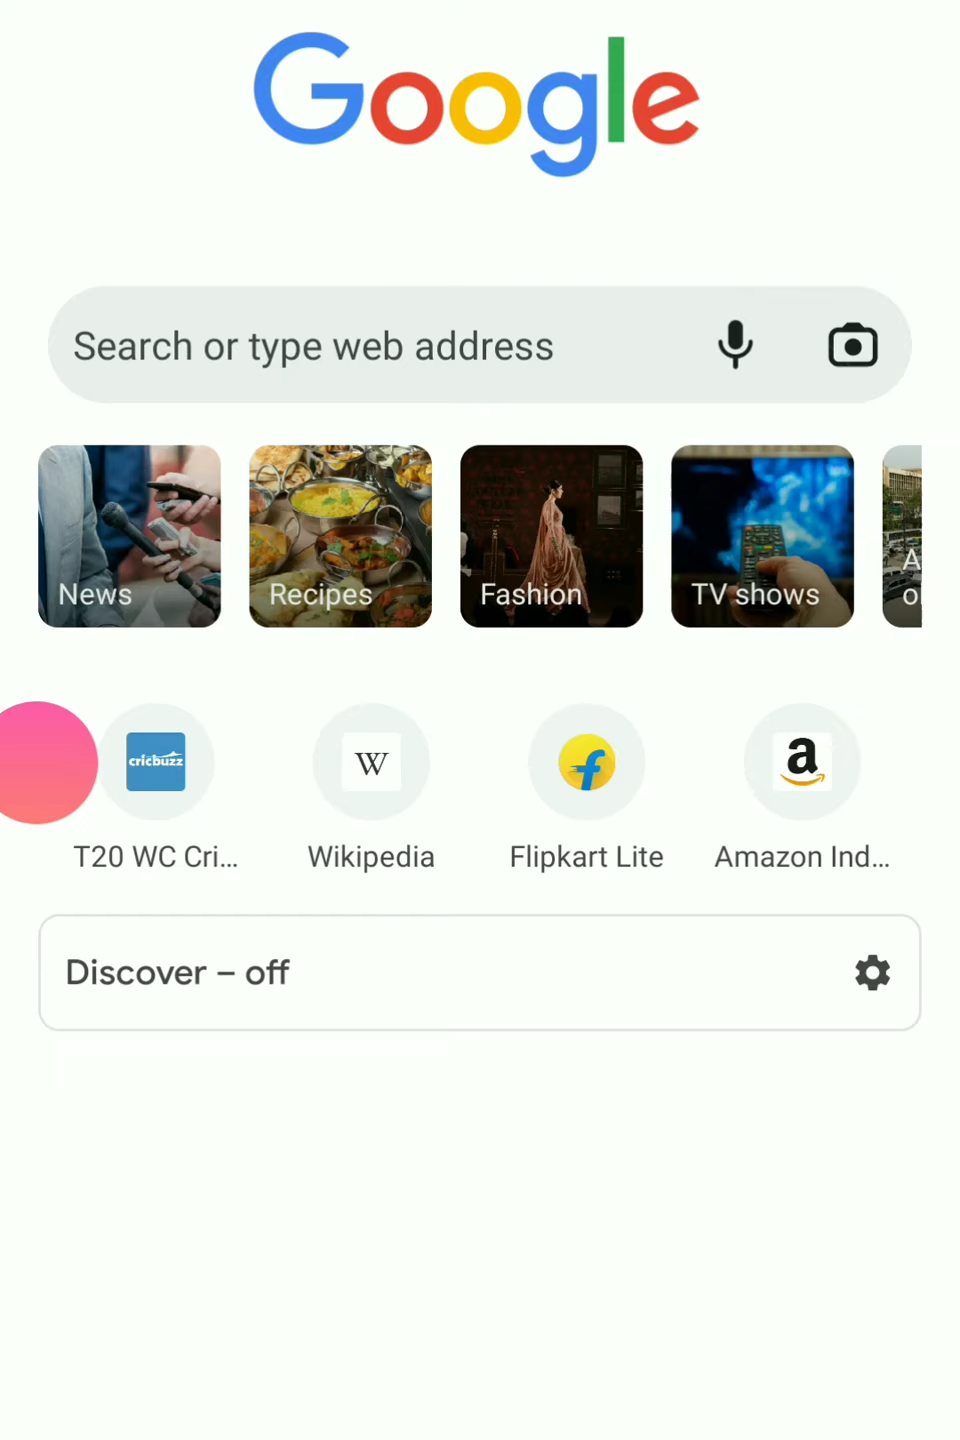 Google
Search or type web address
News
Recipes
Fashion
TV shows
cricbuzz
W
a
T20 WC Cri...
Wikipedia
Flipkart Lite
Amazon Ind...
Discover – off